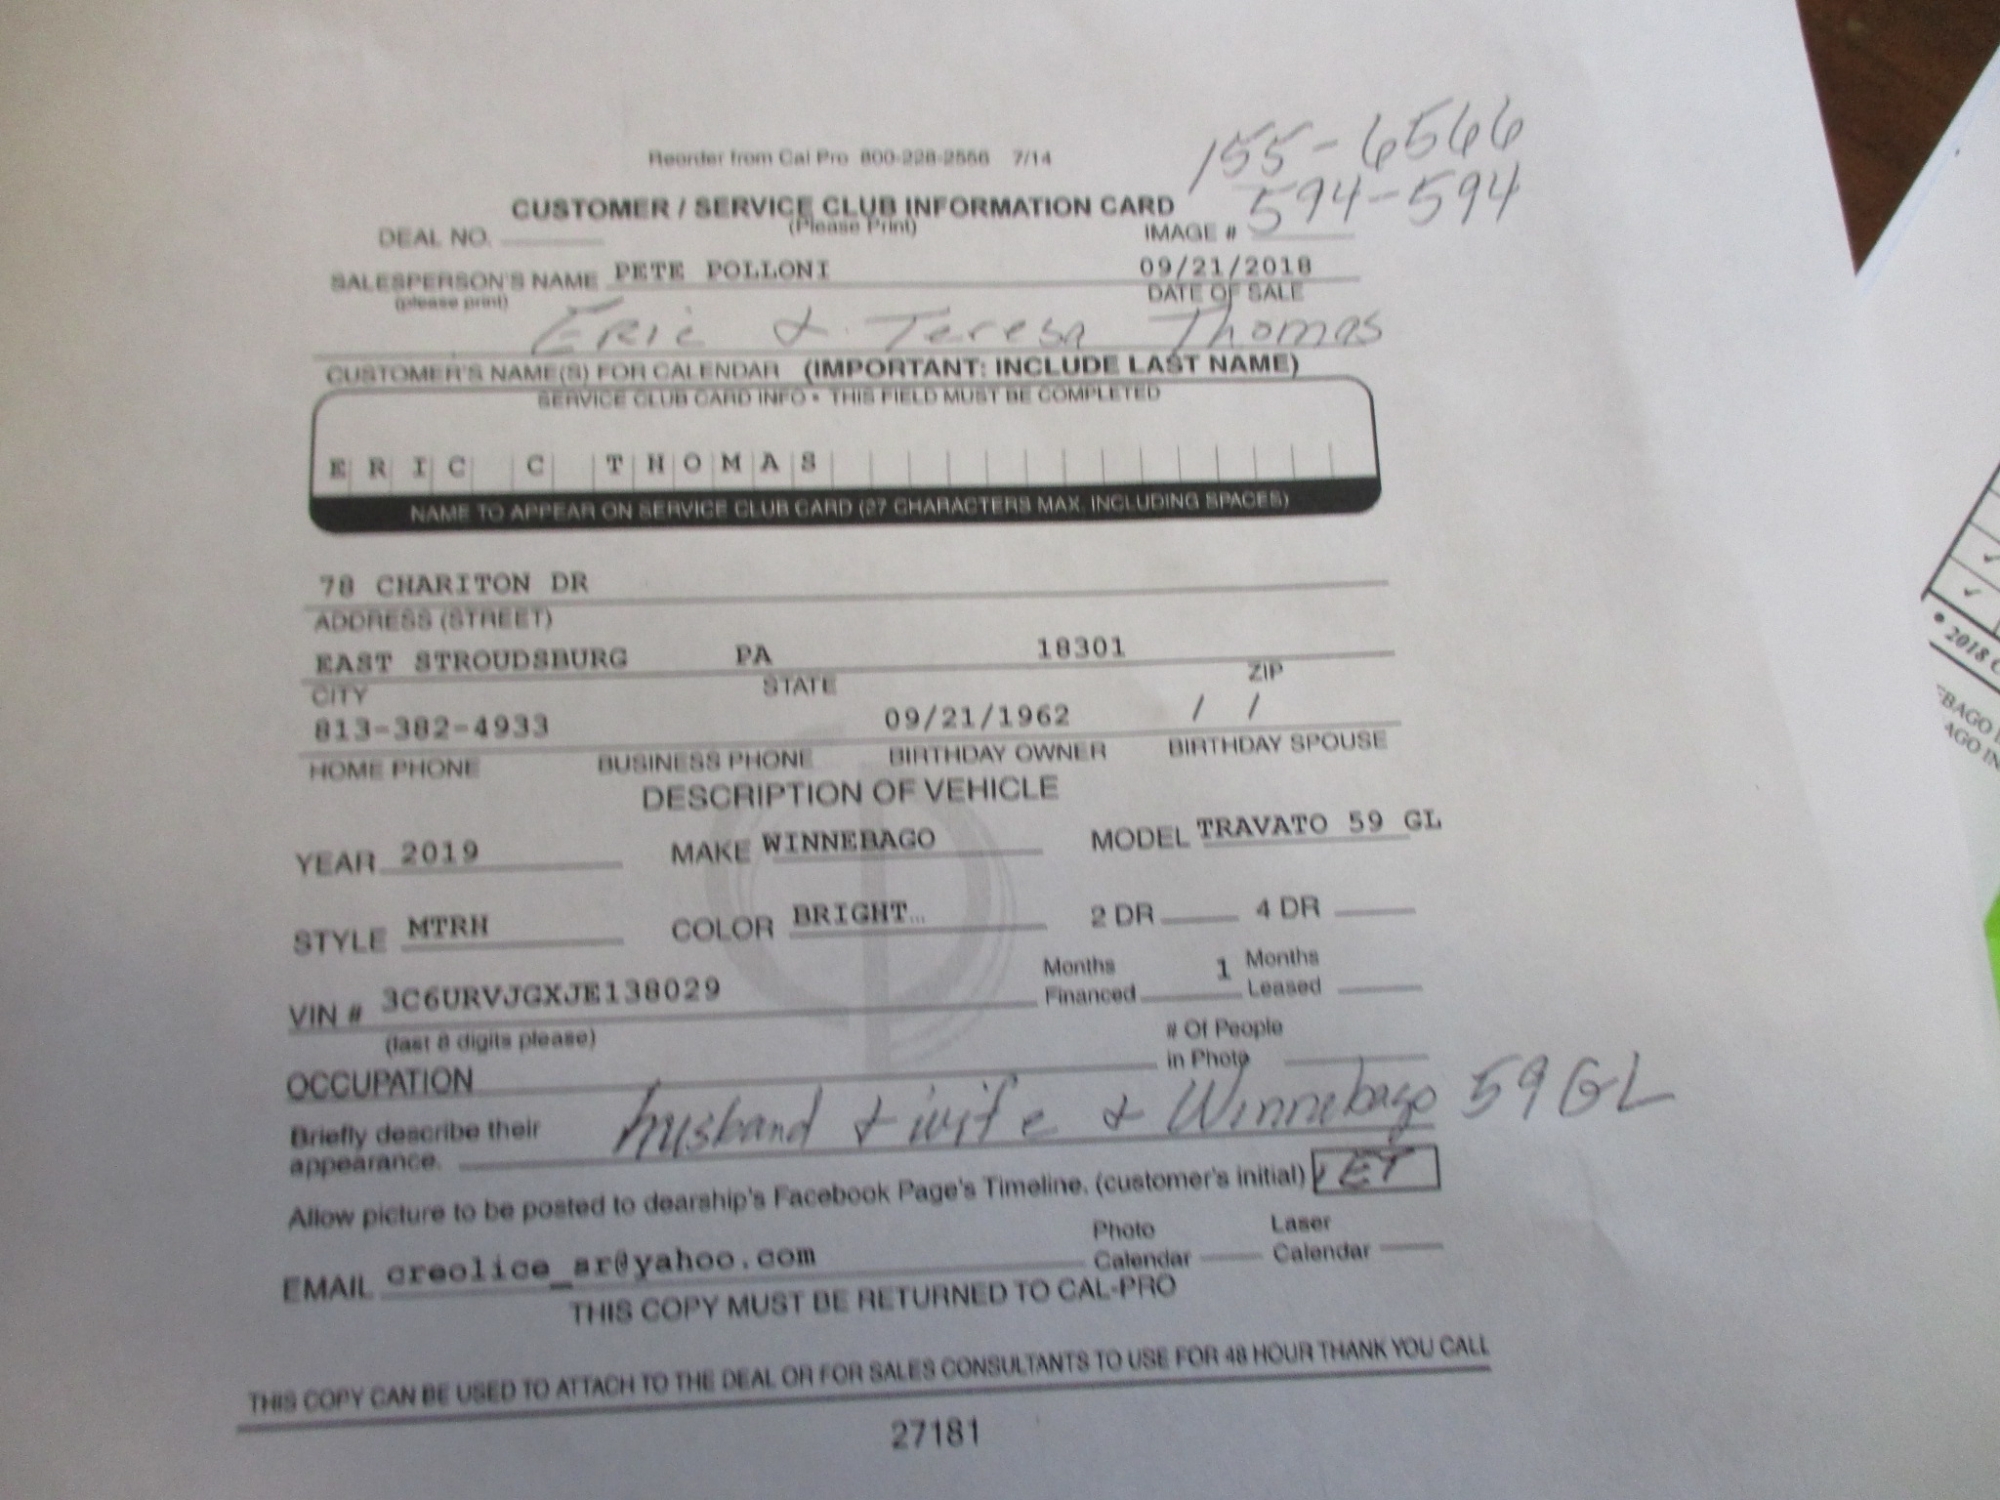 Reorder from Cal Pro 800-228-2556 7/14
155-6566
594-594
CUSTOMER / SERVICE CLUB INFORMATION CARD
(Please Print)
DEAL NO. IMAGE #
SALESPERSON'S NAME PETE POLLONI 09/21/2018
(please print) DATE OF SALE
Eric & Teresa Thomas
CUSTOMER'S NAME(S) FOR CALENDAR (IMPORTANT: INCLUDE LAST NAME)
SERVICE CLUB CARD INFO • THIS FIELD MUST BE COMPLETED
ERIC C THOMAS
NAME TO APPEAR ON SERVICE CLUB CARD (27 CHARACTERS MAX. INCLUDING SPACES)
78 CHARITON DR
ADDRESS (STREET)
EAST STROUDSBURG PA 18301
CITY STATE ZIP
813-382-4933 09/21/1962 / /
HOME PHONE BUSINESS PHONE BIRTHDAY OWNER BIRTHDAY SPOUSE
DESCRIPTION OF VEHICLE
YEAR 2019 MAKE WINNEBAGO MODEL TRAVATO 59 GL
STYLE MTRH COLOR BRIGHT... 2 DR 4 DR
VIN # 3C6URVJGXJE138029 Months Financed 1 Months Leased
(last 8 digits please) # Of People
OCCUPATION in Photo
Briefly describe their appearance. husband & wife & Winnebago 59GL
Allow picture to be posted to dearship's Facebook Page's Timeline. (customer's initial) ET
EMAIL creolice_sr@yahoo.com Photo Calendar Laser Calendar
THIS COPY MUST BE RETURNED TO CAL-PRO
THIS COPY CAN BE USED TO ATTACH TO THE DEAL OR FOR SALES CONSULTANTS TO USE FOR 48 HOUR THANK YOU CALL
27181
• 2018